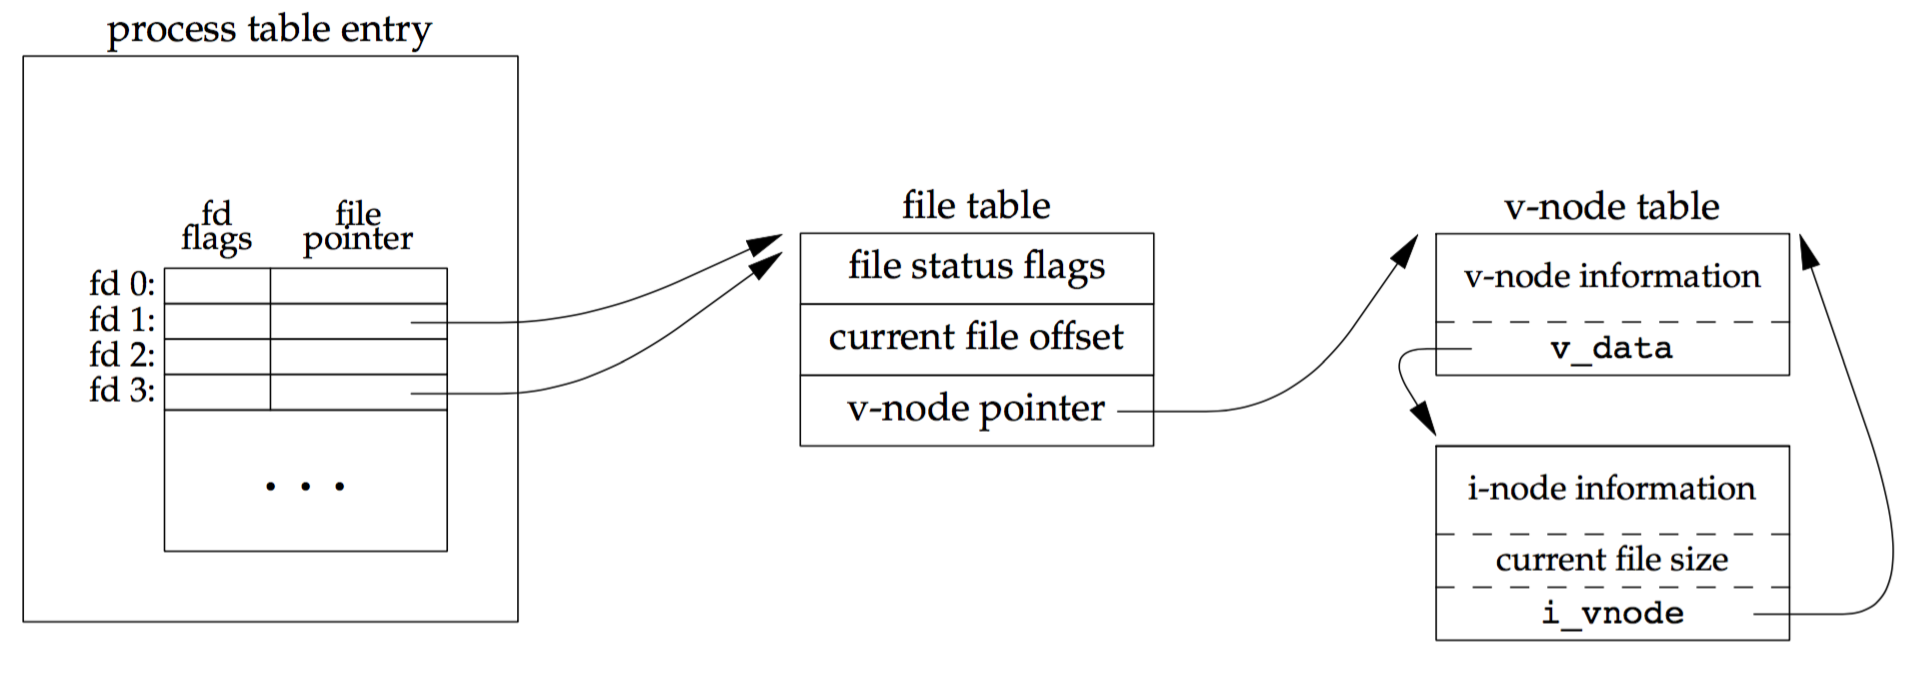 process table entry
fd
flags
file
pointer
fd 0:
fd 1:
fd 2:
fd 3:
. . .
file table
file status flags
current file offset
v-node pointer
v-node table
v-node information
v_data
i-node information
current file size
i_vnode